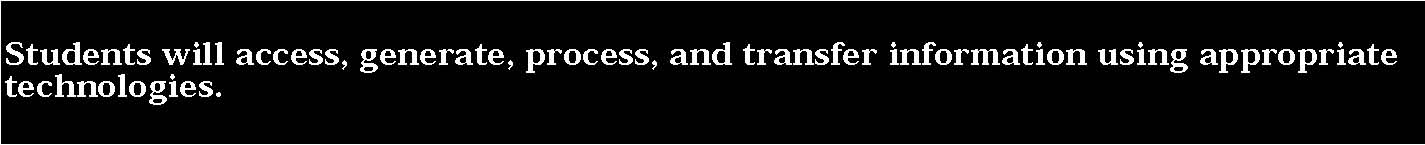 Students will access, generate, process, and transfer information using appropriate
technologies.